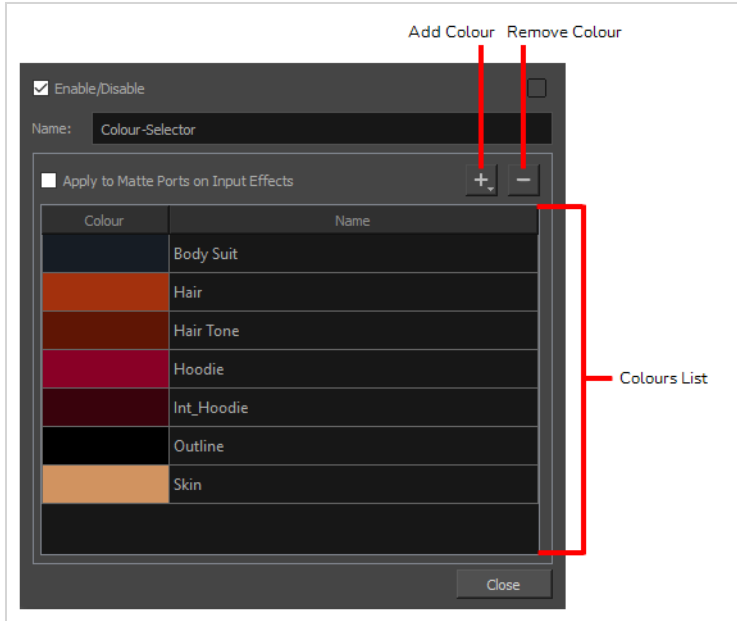 Add Colour Remove Colour
Enable/Disable
Name: Colour-Selector
Apply to Matte Ports on Input Effects
Colour Name
Body Suit
Hair
Hair Tone
Hoodie
Colours List
Int_Hoodie
Outline
Skin
Close